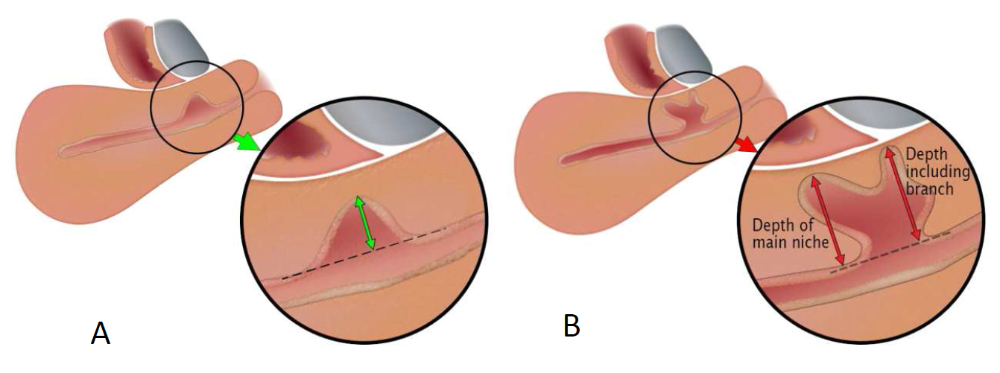 Depth
including
branch
Depth of
main niche
A
B